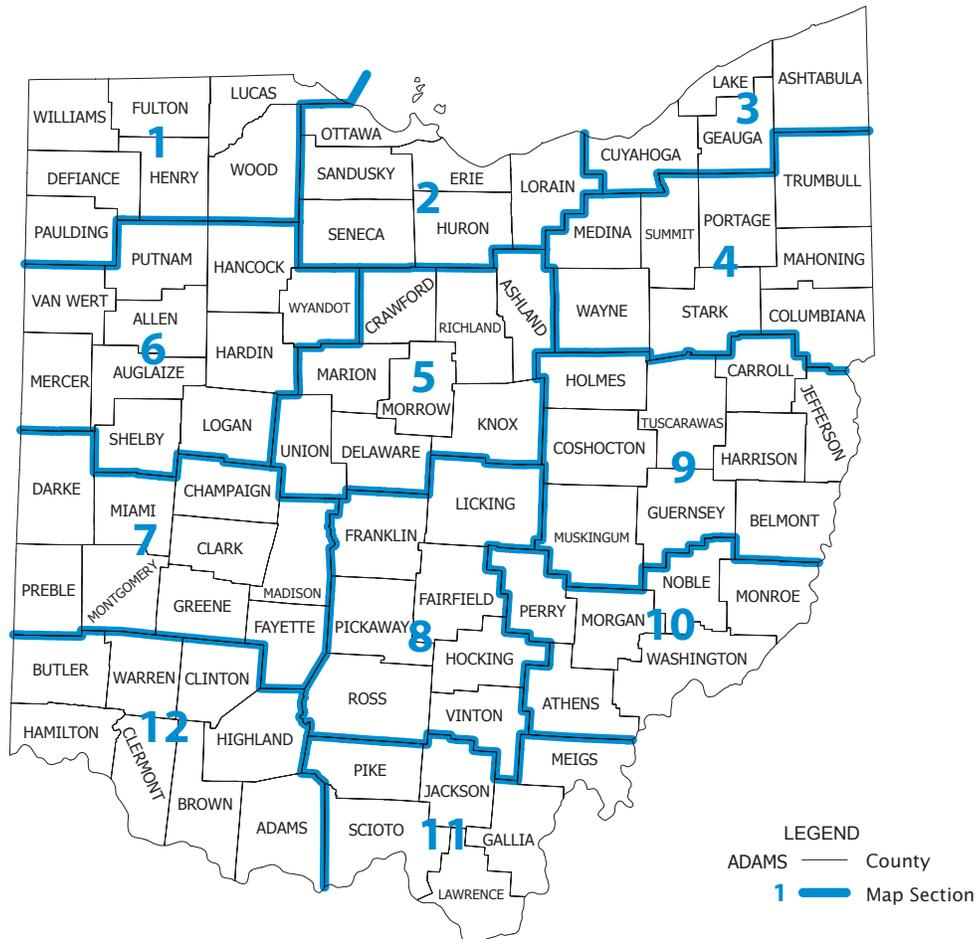 LAKE
ASHTABULA
3
LUCAS
FULTON
WILLIAMS
1
OTTAWA
GEAUGA
CUYAHOGA
WOOD
SANDUSKY
DEFIANCE
HENRY
ERIE
LORAIN
TRUMBULL
2
PAULDING
SENECA
HURON
MEDINA
SUMMIT
PORTAGE
PUTNAM
HANCOCK
MAHONING
4
VAN WERT
WYANDOT
CRAWFORD
RICHLAND
ASHLAND
WAYNE
STARK
COLUMBIANA
ALLEN
6
HARDIN
AUGLAIZE
MERCER
MARION
5
MORROW
HOLMES
CARROLL
JEFFERSON
LOGAN
KNOX
TUSCARAWAS
SHELBY
UNION
DELAWARE
COSHOCTON
HARRISON
9
DARKE
CHAMPAIGN
LICKING
MIAMI
GUERNSEY
BELMONT
7
CLARK
FRANKLIN
MUSKINGUM
PREBLE
MONTGOMERY
GREENE
MADISON
FAIRFIELD
PERRY
NOBLE
MONROE
FAYETTE
PICKAWAY
8
MORGAN
10
BUTLER
WARREN
CLINTON
HOCKING
WASHINGTON
ROSS
ATHENS
VINTON
12
HAMILTON
CLERMONT
HIGHLAND
MEIGS
PIKE
BROWN
JACKSON
ADAMS
SCIOTO
11
GALLIA
LAWRENCE
LEGEND
ADAMS County
1 Map Section